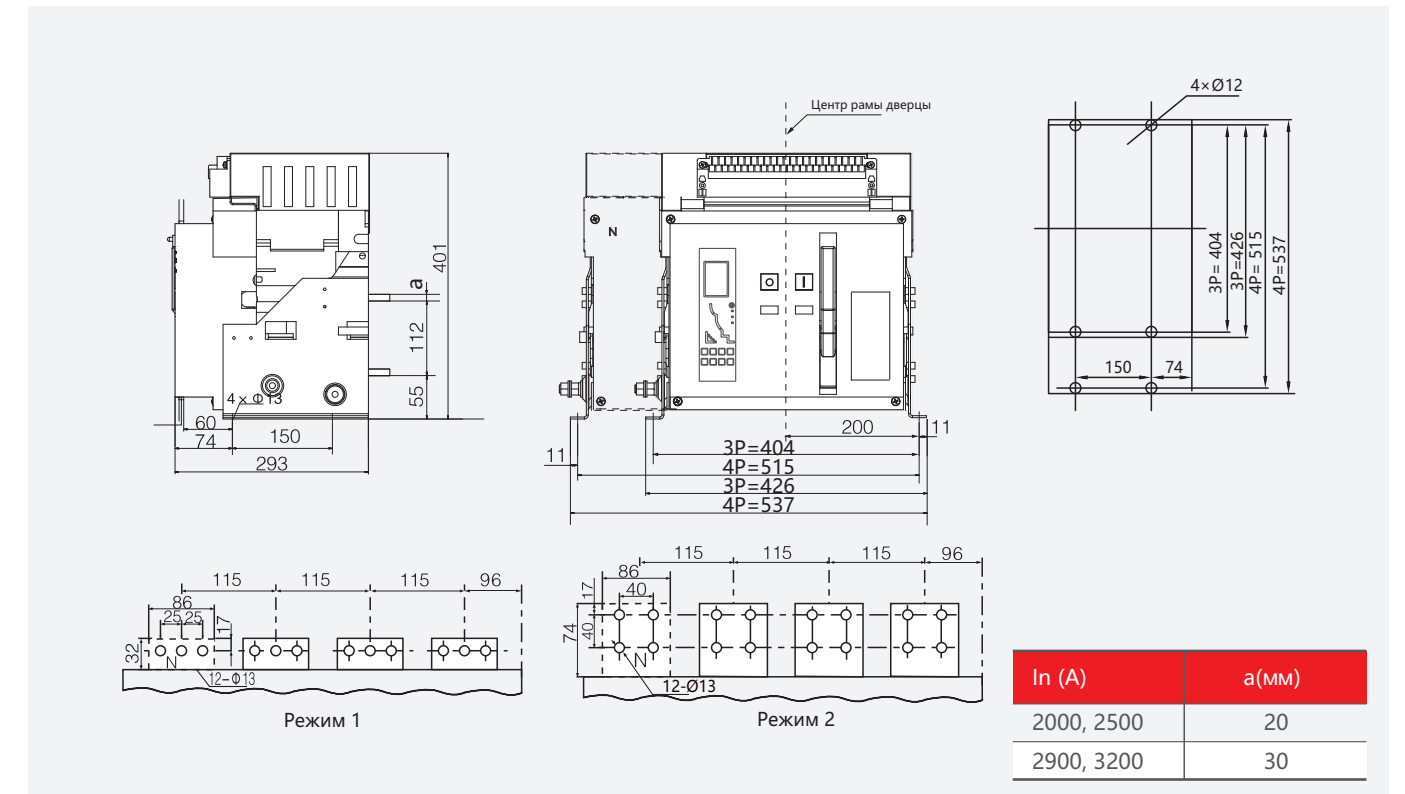 4×Ø12
Центр рамы дверцы
N
401
a
112
55
4× Φ13
60
74
150
293
200
11
11
3P=404
4P=515
3P=426
4P=537
3P= 404
3P=426
4P= 515
4P=537
150
74
115
115
115
96
86
25
25
17
32
N
12-Φ13
Режим 1
115
115
115
96
86
40
17
40
74
N
12-Ø13
Режим 2
In (A) a(мм)
2000, 2500 20
2900, 3200 30